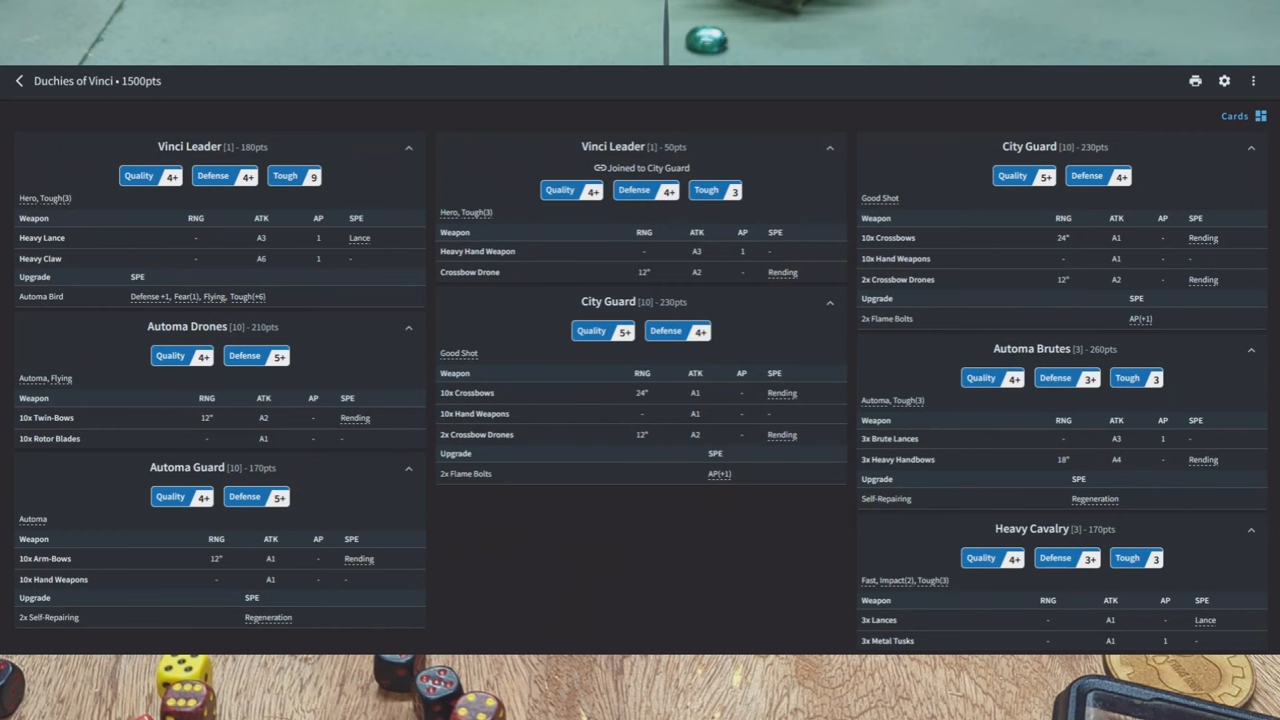 Duchies of Vinci • 1500pts
Cards
Vinci Leader [1] - 180pts
Quality 4+ Defense 4+ Tough 9
Hero, Tough(3)
Weapon RNG ATK AP SPE
Heavy Lance - A3 1 Lance
Heavy Claw - A6 1 -
Upgrade SPE
Automa Bird Defense +1, Fear(1), Flying, Tough(+6)
Automa Drones [10] - 210pts
Quality 4+ Defense 5+
Automa, Flying
Weapon RNG ATK AP SPE
10x Twin-Bows 12" A2 - Rending
10x Rotor Blades - A1 - -
Automa Guard [10] - 170pts
Quality 4+ Defense 5+
Automa
Weapon RNG ATK AP SPE
10x Arm-Bows 12" A1 - Rending
10x Hand Weapons - A1 - -
Upgrade SPE
2x Self-Repairing Regeneration
Vinci Leader [1] - 50pts
Joined to City Guard
Quality 4+ Defense 4+ Tough 3
Hero, Tough(3)
Weapon RNG ATK AP SPE
Heavy Hand Weapon - A3 1 -
Crossbow Drone 12" A2 - Rending
City Guard [10] - 230pts
Quality 5+ Defense 4+
Good Shot
Weapon RNG ATK AP SPE
10x Crossbows 24" A1 - Rending
10x Hand Weapons - A1 - -
2x Crossbow Drones 12" A2 - Rending
Upgrade SPE
2x Flame Bolts AP(+1)
City Guard [10] - 230pts
Quality 5+ Defense 4+
Good Shot
Weapon RNG ATK AP SPE
10x Crossbows 24" A1 - Rending
10x Hand Weapons - A1 - -
2x Crossbow Drones 12" A2 - Rending
Upgrade SPE
2x Flame Bolts AP(+1)
Automa Brutes [3] - 260pts
Quality 4+ Defense 3+ Tough 3
Automa, Tough(3)
Weapon RNG ATK AP SPE
3x Brute Lances - A3 1 -
3x Heavy Handbows 18" A4 - Rending
Upgrade SPE
Self-Repairing Regeneration
Heavy Cavalry [3] - 170pts
Quality 4+ Defense 3+ Tough 3
Fast, Impact(2), Tough(3)
Weapon RNG ATK AP SPE
3x Lances - A1 - Lance
3x Metal Tusks - A1 1 -